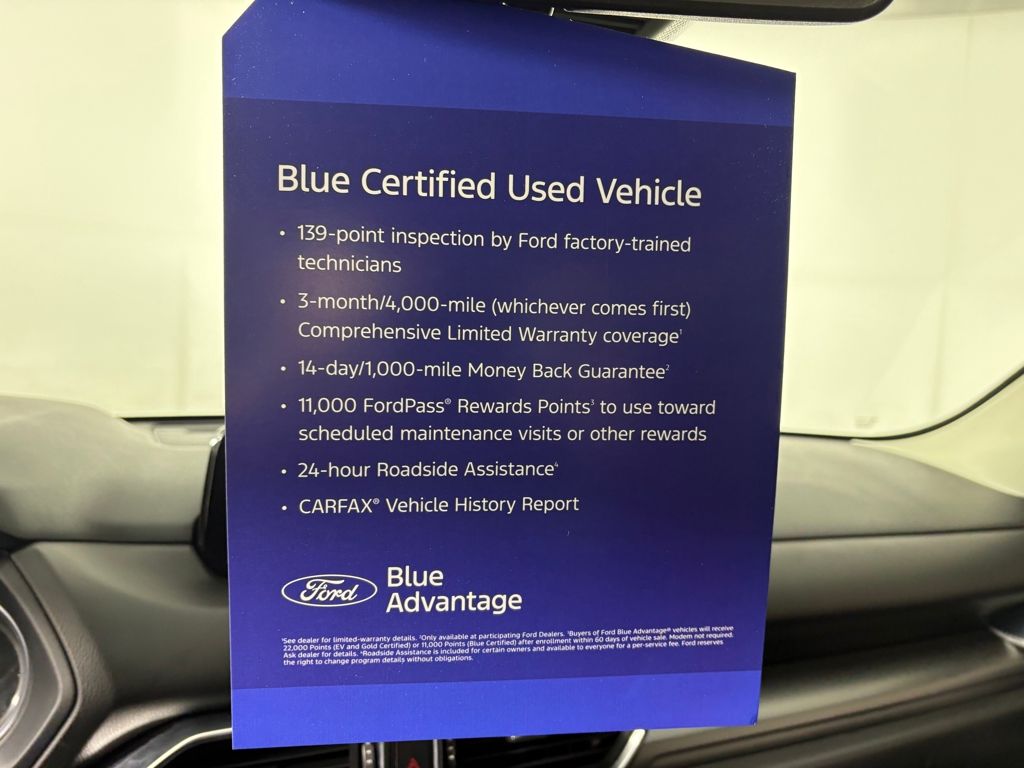 Blue Certified Used Vehicle
• 139-point inspection by Ford factory-trained
technicians
• 3-month/4,000-mile (whichever comes first)
Comprehensive Limited Warranty coverage¹
• 14-day/1,000-mile Money Back Guarantee²
• 11,000 FordPass® Rewards Points³ to use toward
scheduled maintenance visits or other rewards
• 24-hour Roadside Assistance⁴
• CARFAX® Vehicle History Report
Ford
Blue
Advantage
¹See dealer for limited-warranty details. ²Only available at participating Ford Dealers. ³Buyers of Ford Blue Advantage® vehicles will receive
22,000 Points (EV and Gold Certified) or 11,000 Points (Blue Certified) after enrollment within 60 days of vehicle sale. Modem not required.
Ask dealer for details. ⁴Roadside Assistance is included for certain owners and available to everyone for a per-service fee. Ford reserves
the right to change program details without obligations.